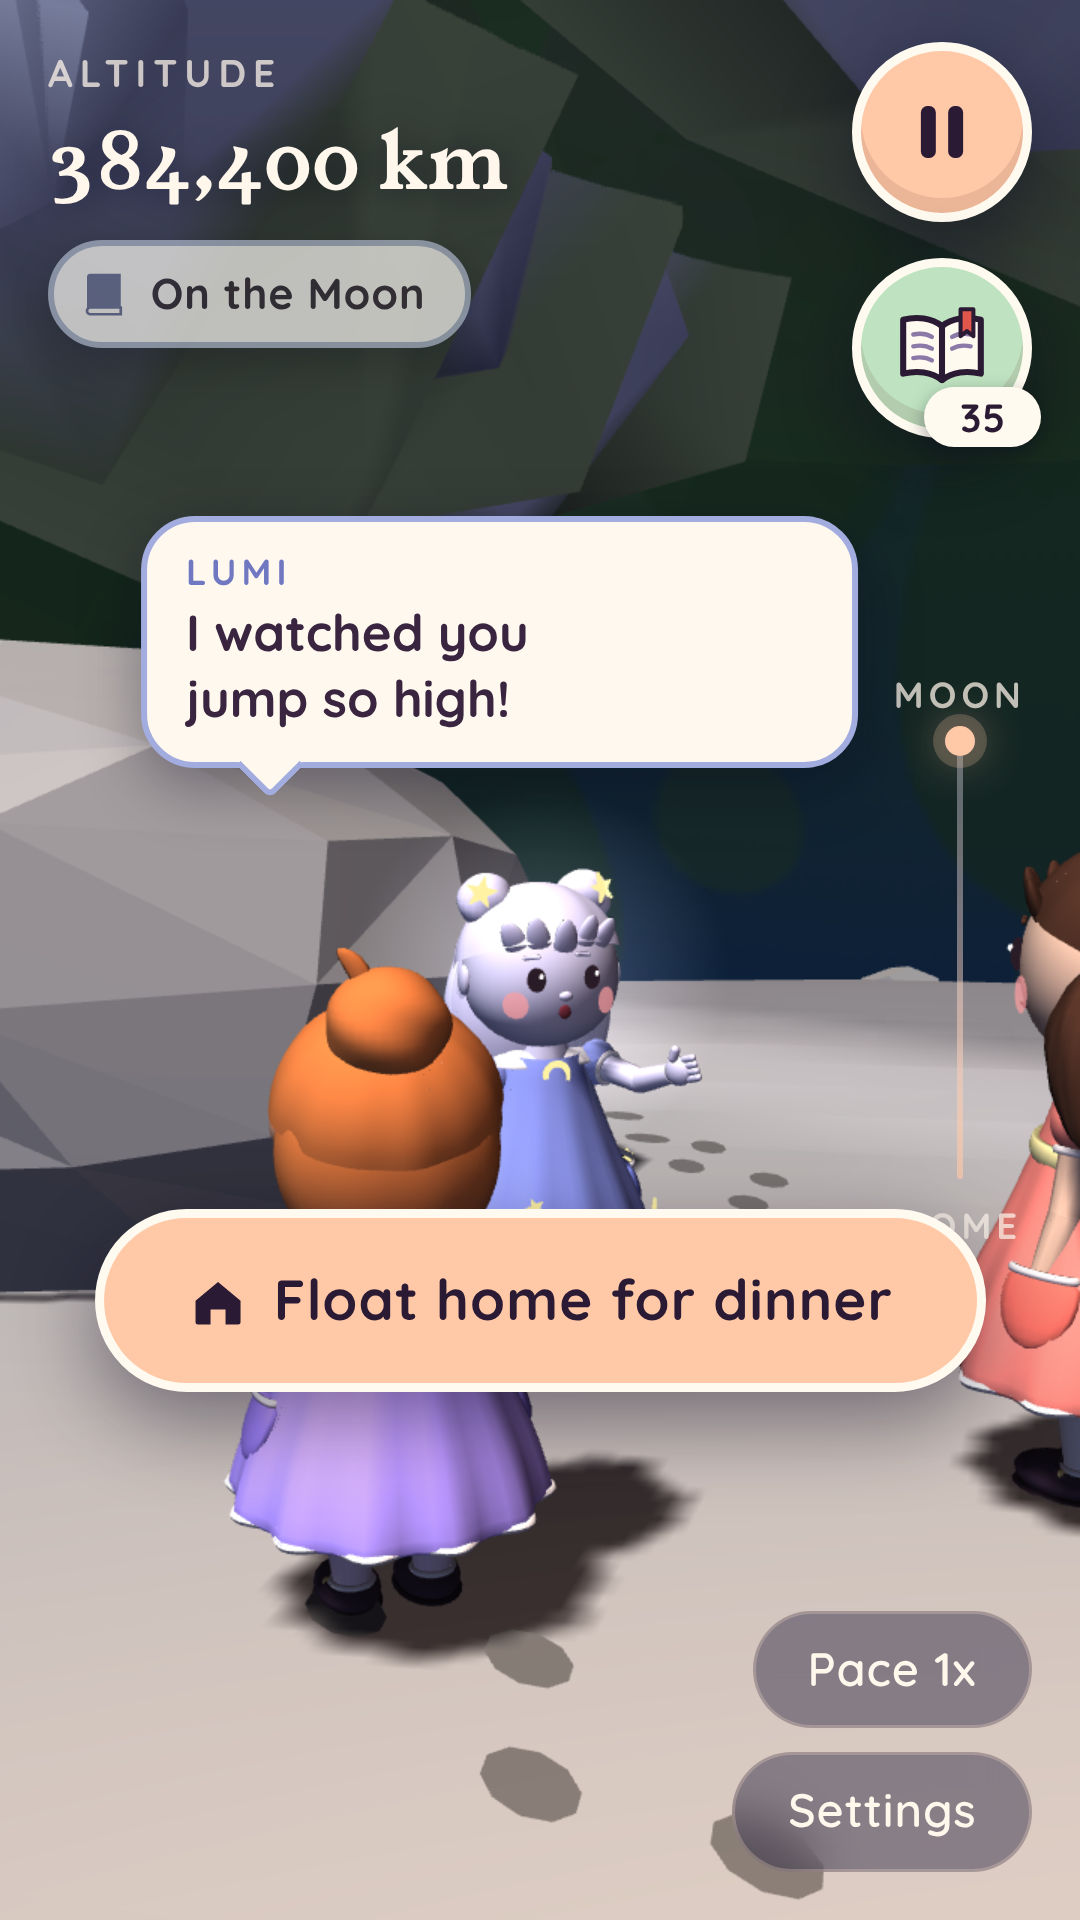 ALTITUDE
384,400 km
On the Moon
35
LUMI
I watched you
jump so high!
MOON
Float home for dinner
Pace 1x
Settings